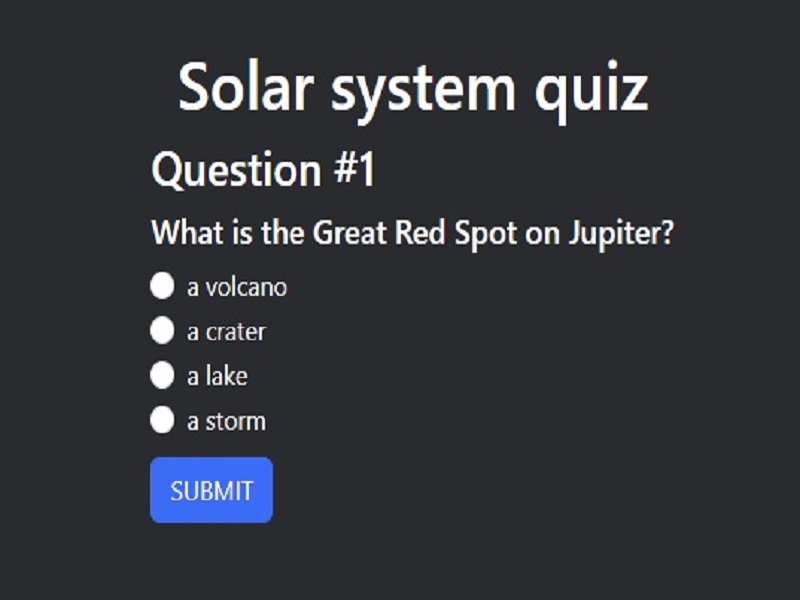 Solar system quiz
Question #1
What is the Great Red Spot on Jupiter?
a volcano
a crater
a lake
a storm
SUBMIT